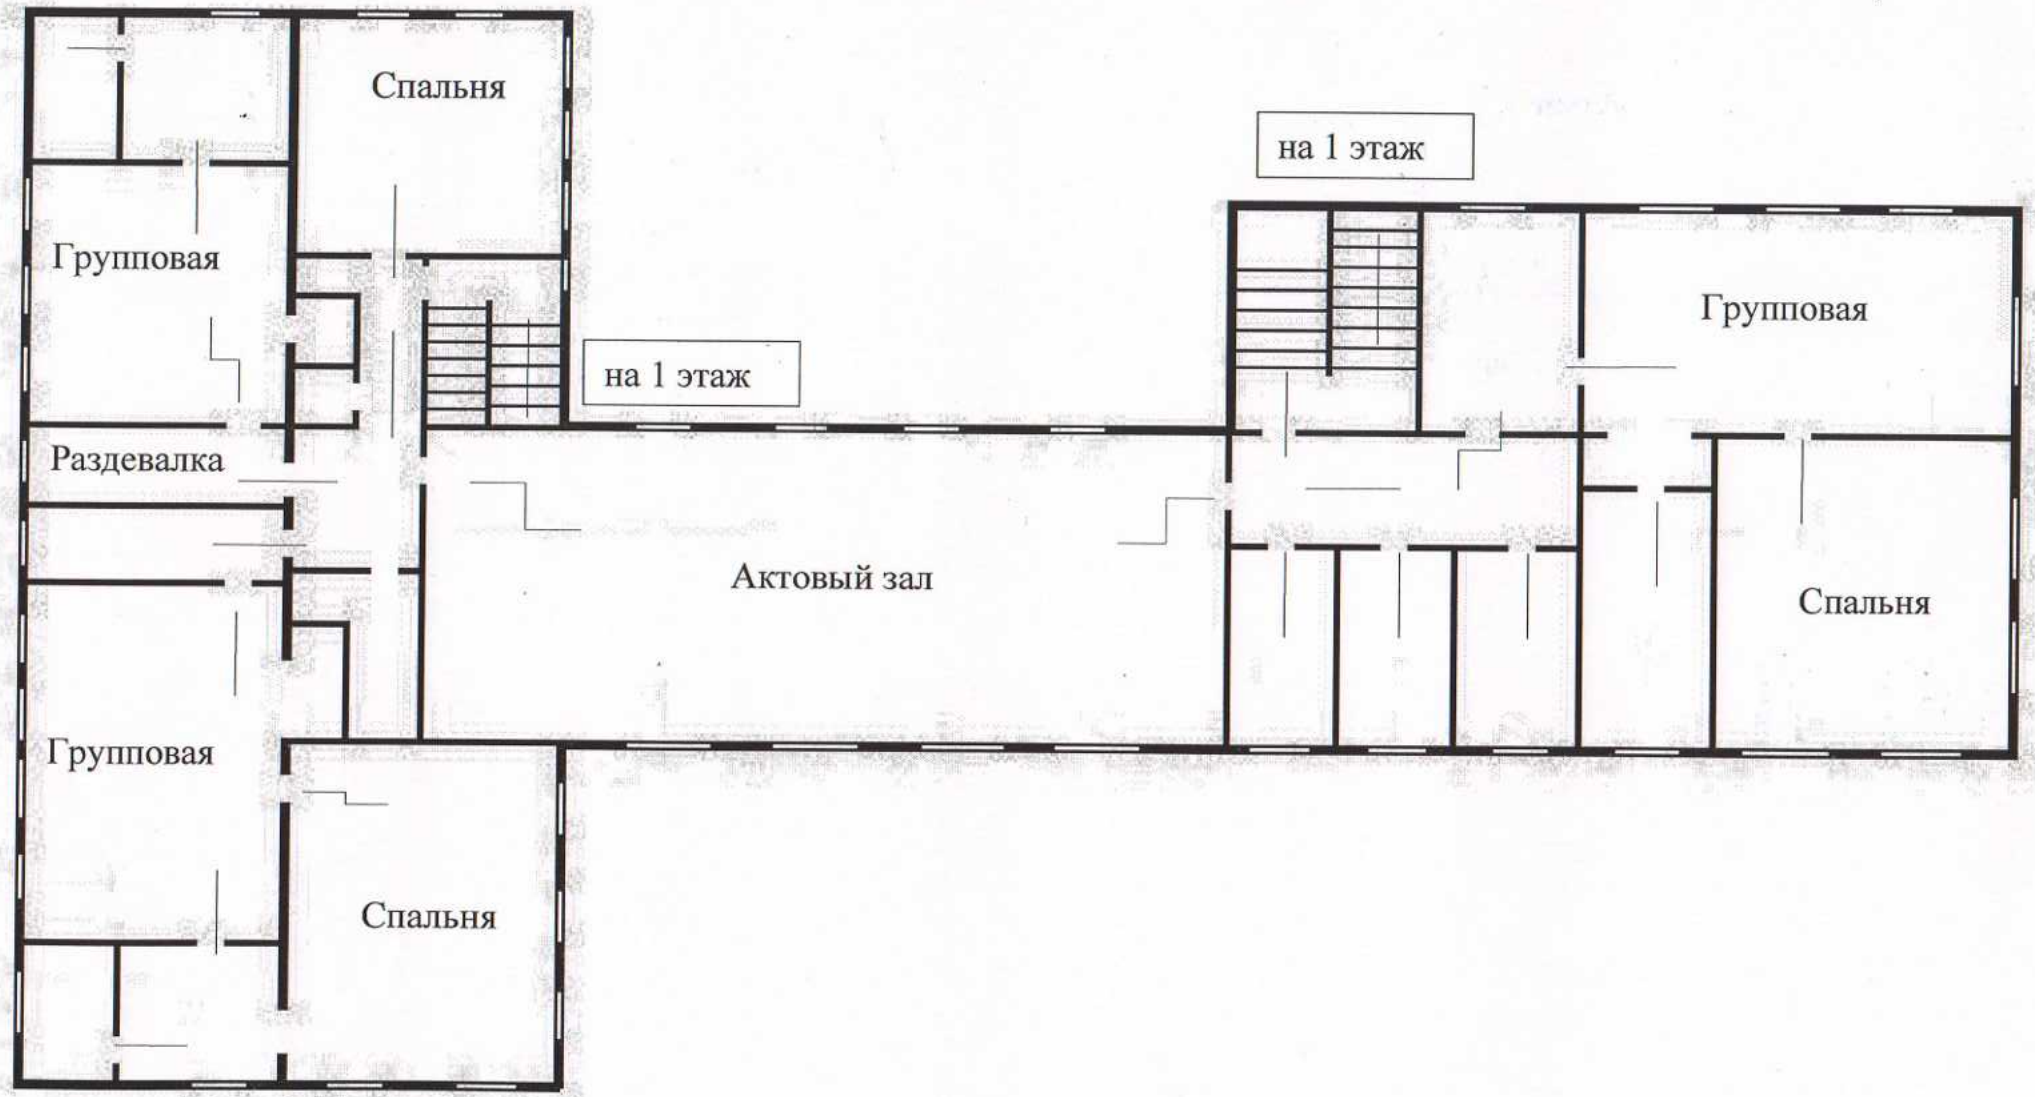 Спальня
на 1 этаж
Групповая
Групповая
на 1 этаж
Раздевалка
Актовый зал
Спальня
Групповая
Спальня